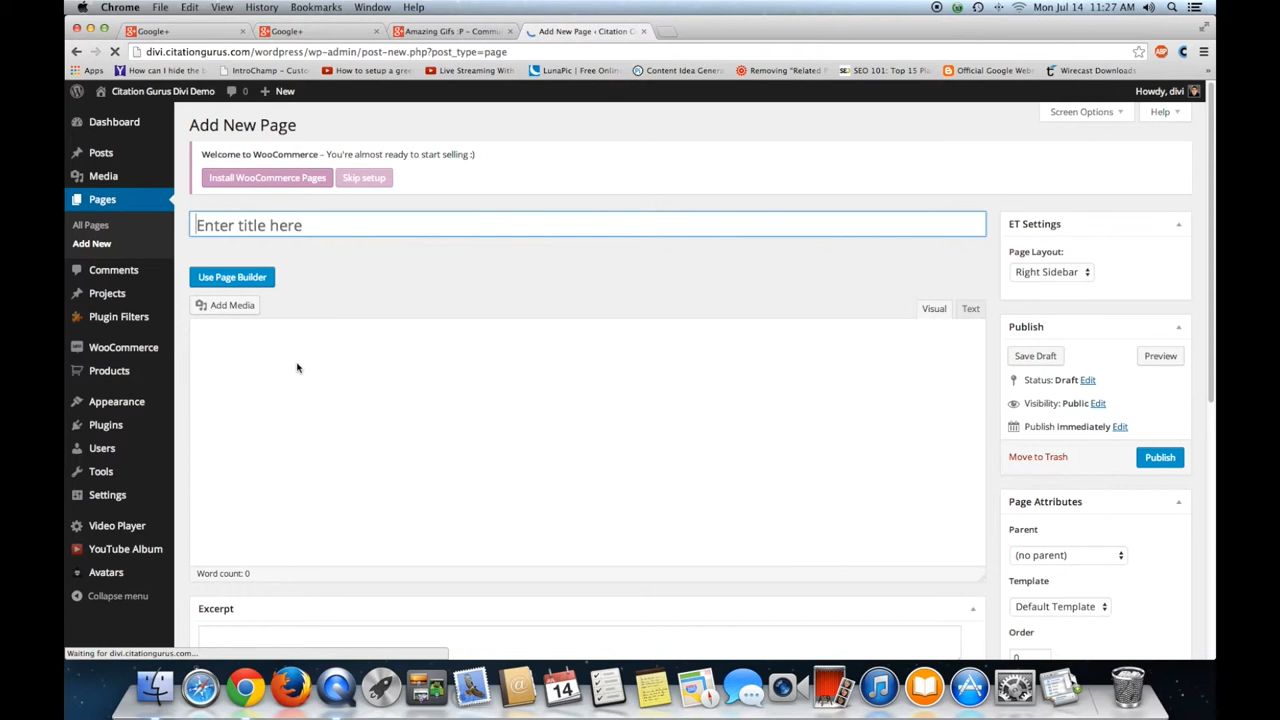 Chrome File Edit View History Bookmarks Window Help Mon Jul 14 11:27 AM
Google+ Google+ Amazing Gifs :P – Commu Add New Page ‹ Citation C
divi.citationgurus.com/wordpress/wp-admin/post-new.php?post_type=page
Apps How can I hide the b IntroChamp – Custo How to setup a gree Live Streaming With LunaPic | Free Onlin Content Idea Genera Removing "Related SEO 101: Top 15 Pla Official Google Web Wirecast Downloads
Citation Gurus Divi Demo 0 New Howdy, divi
Screen Options Help
Dashboard
Posts
Media
Pages
All Pages
Add New
Comments
Projects
Plugin Filters
WooCommerce
Products
Appearance
Plugins
Users
Tools
Settings
Video Player
YouTube Album
Avatars
Collapse menu
Add New Page
Welcome to WooCommerce – You're almost ready to start selling :)
Install WooCommerce Pages Skip setup
Enter title here
Use Page Builder
Add Media
Visual Text
Word count: 0
Excerpt
ET Settings
Page Layout:
Right Sidebar
Publish
Save Draft Preview
Status: Draft Edit
Visibility: Public Edit
Publish immediately Edit
Move to Trash Publish
Page Attributes
Parent
(no parent)
Template
Default Template
Order
0
Waiting for divi.citationgurus.com...
14